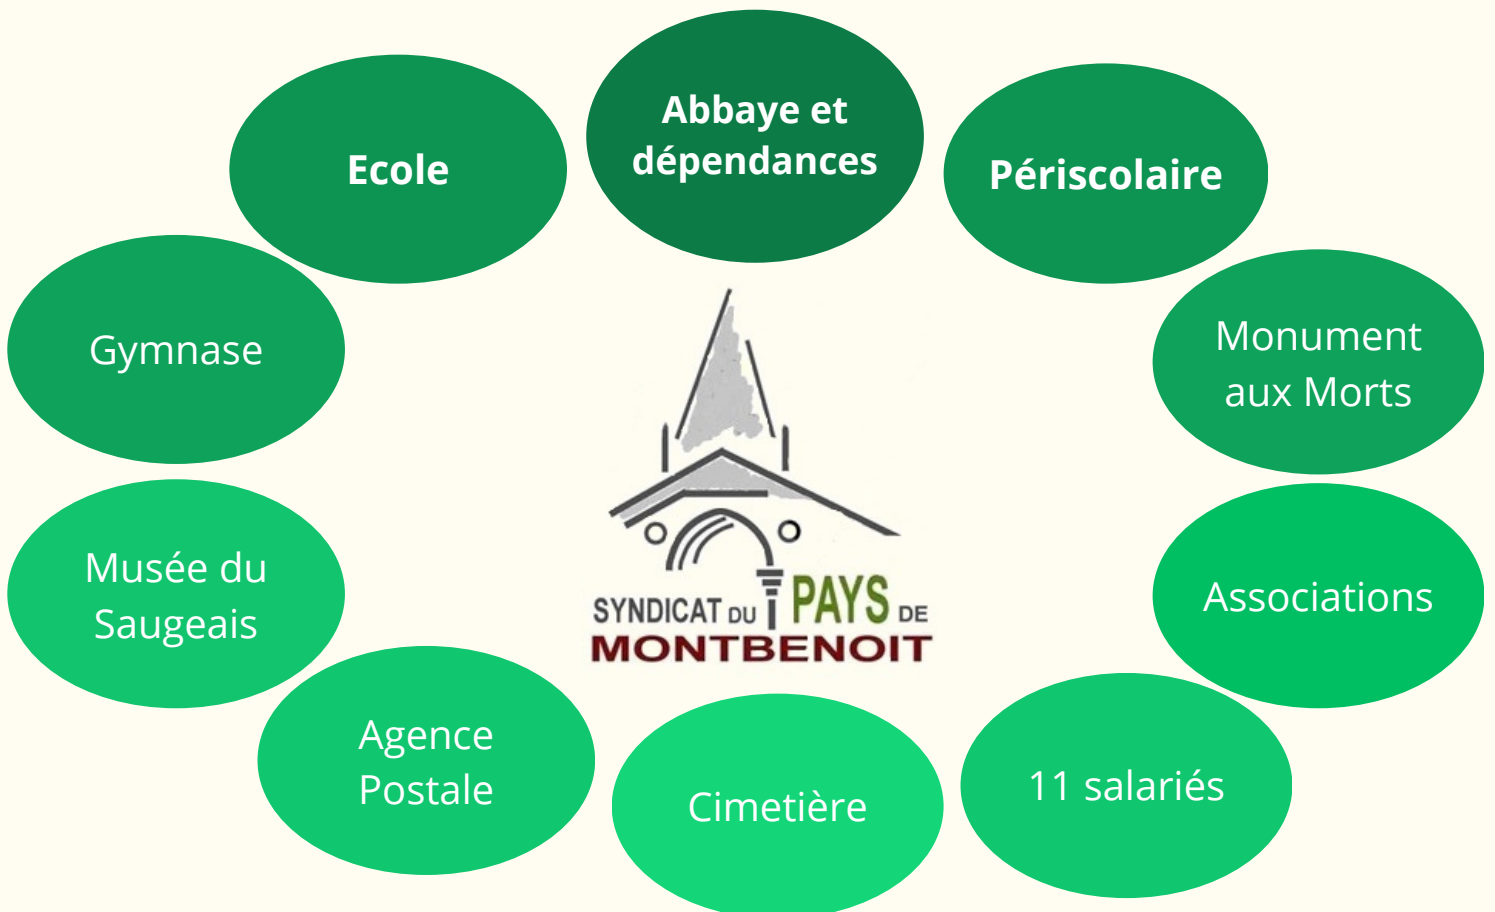 Abbaye et
dépendances
Ecole
Périscolaire
Gymnase
Monument
aux Morts
Musée du
Saugeais
Associations
SYNDICAT DU PAYS DE
MONTBENOIT
Agence
Postale
Cimetière
11 salariés